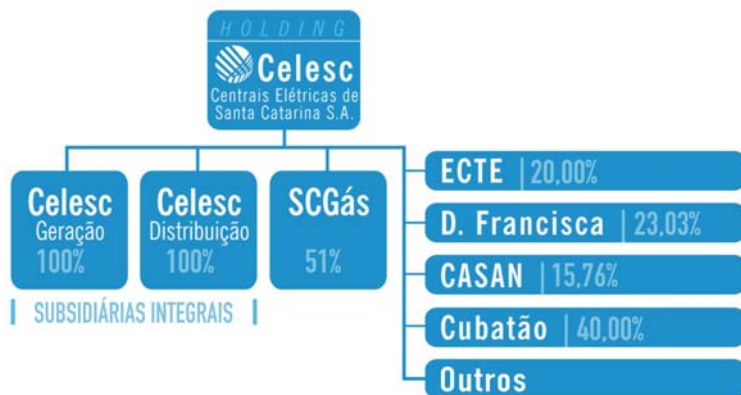 HOLDING
Celesc
Centrais Elétricas de
Santa Catarina S.A.
Celesc
Geração
100%
Celesc
Distribuição
100%
SCGás
51%
SUBSIDIÁRIAS INTEGRAIS
ECTE | 20,00%
D. Francisca | 23,03%
CASAN | 15,76%
Cubatão | 40,00%
Outros